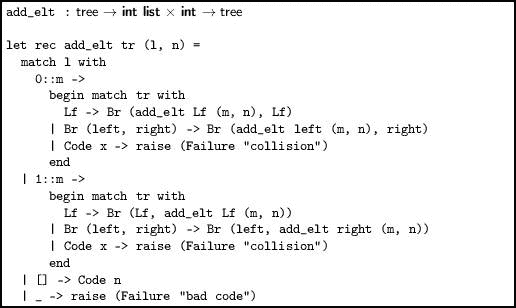 add_elt : tree → int list × int → tree
let rec add_elt tr (l, n) =
  match l with
    0::m ->
      begin match tr with
        Lf -> Br (add_elt Lf (m, n), Lf)
      | Br (left, right) -> Br (add_elt left (m, n), right)
      | Code x -> raise (Failure "collision")
      end
  | 1::m ->
      begin match tr with
        Lf -> Br (Lf, add_elt Lf (m, n))
      | Br (left, right) -> Br (left, add_elt right (m, n))
      | Code x -> raise (Failure "collision")
      end
  | [] -> Code n
  | _ -> raise (Failure "bad code")